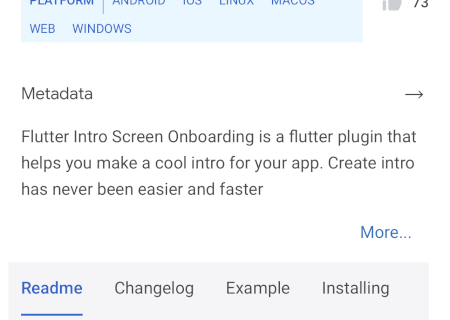 PLATFORM ANDROID IOS LINUX MACOS 73
WEB WINDOWS
Metadata →
Flutter Intro Screen Onboarding is a flutter plugin that
helps you make a cool intro for your app. Create intro
has never been easier and faster
More...
Readme Changelog Example Installing